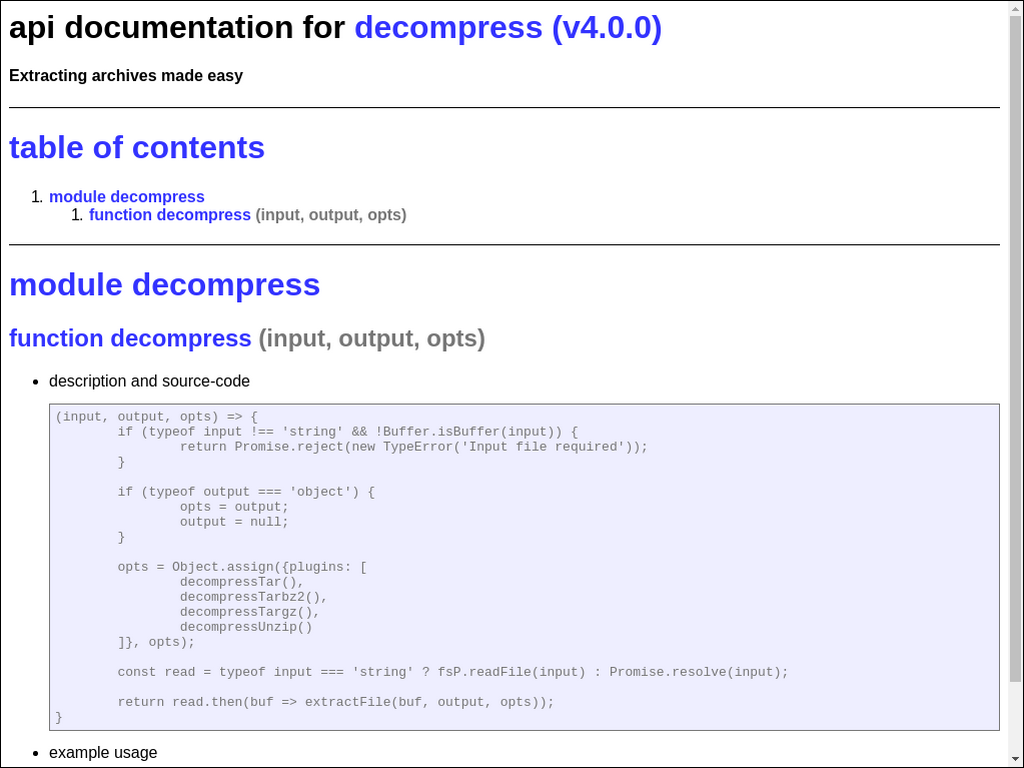 api documentation for decompress (v4.0.0)
Extracting archives made easy
table of contents
1. module decompress
1. function decompress (input, output, opts)
module decompress
function decompress (input, output, opts)
• description and source-code
(input, output, opts) => {
        if (typeof input !== 'string' && !Buffer.isBuffer(input)) {
                return Promise.reject(new TypeError('Input file required'));
        }
        if (typeof output === 'object') {
                opts = output;
                output = null;
        }
        opts = Object.assign({plugins: [
                decompressTar(),
                decompressTarbz2(),
                decompressTargz(),
                decompressUnzip()
        ]}, opts);
        const read = typeof input === 'string' ? fsP.readFile(input) : Promise.resolve(input);
        return read.then(buf => extractFile(buf, output, opts));
}
• example usage